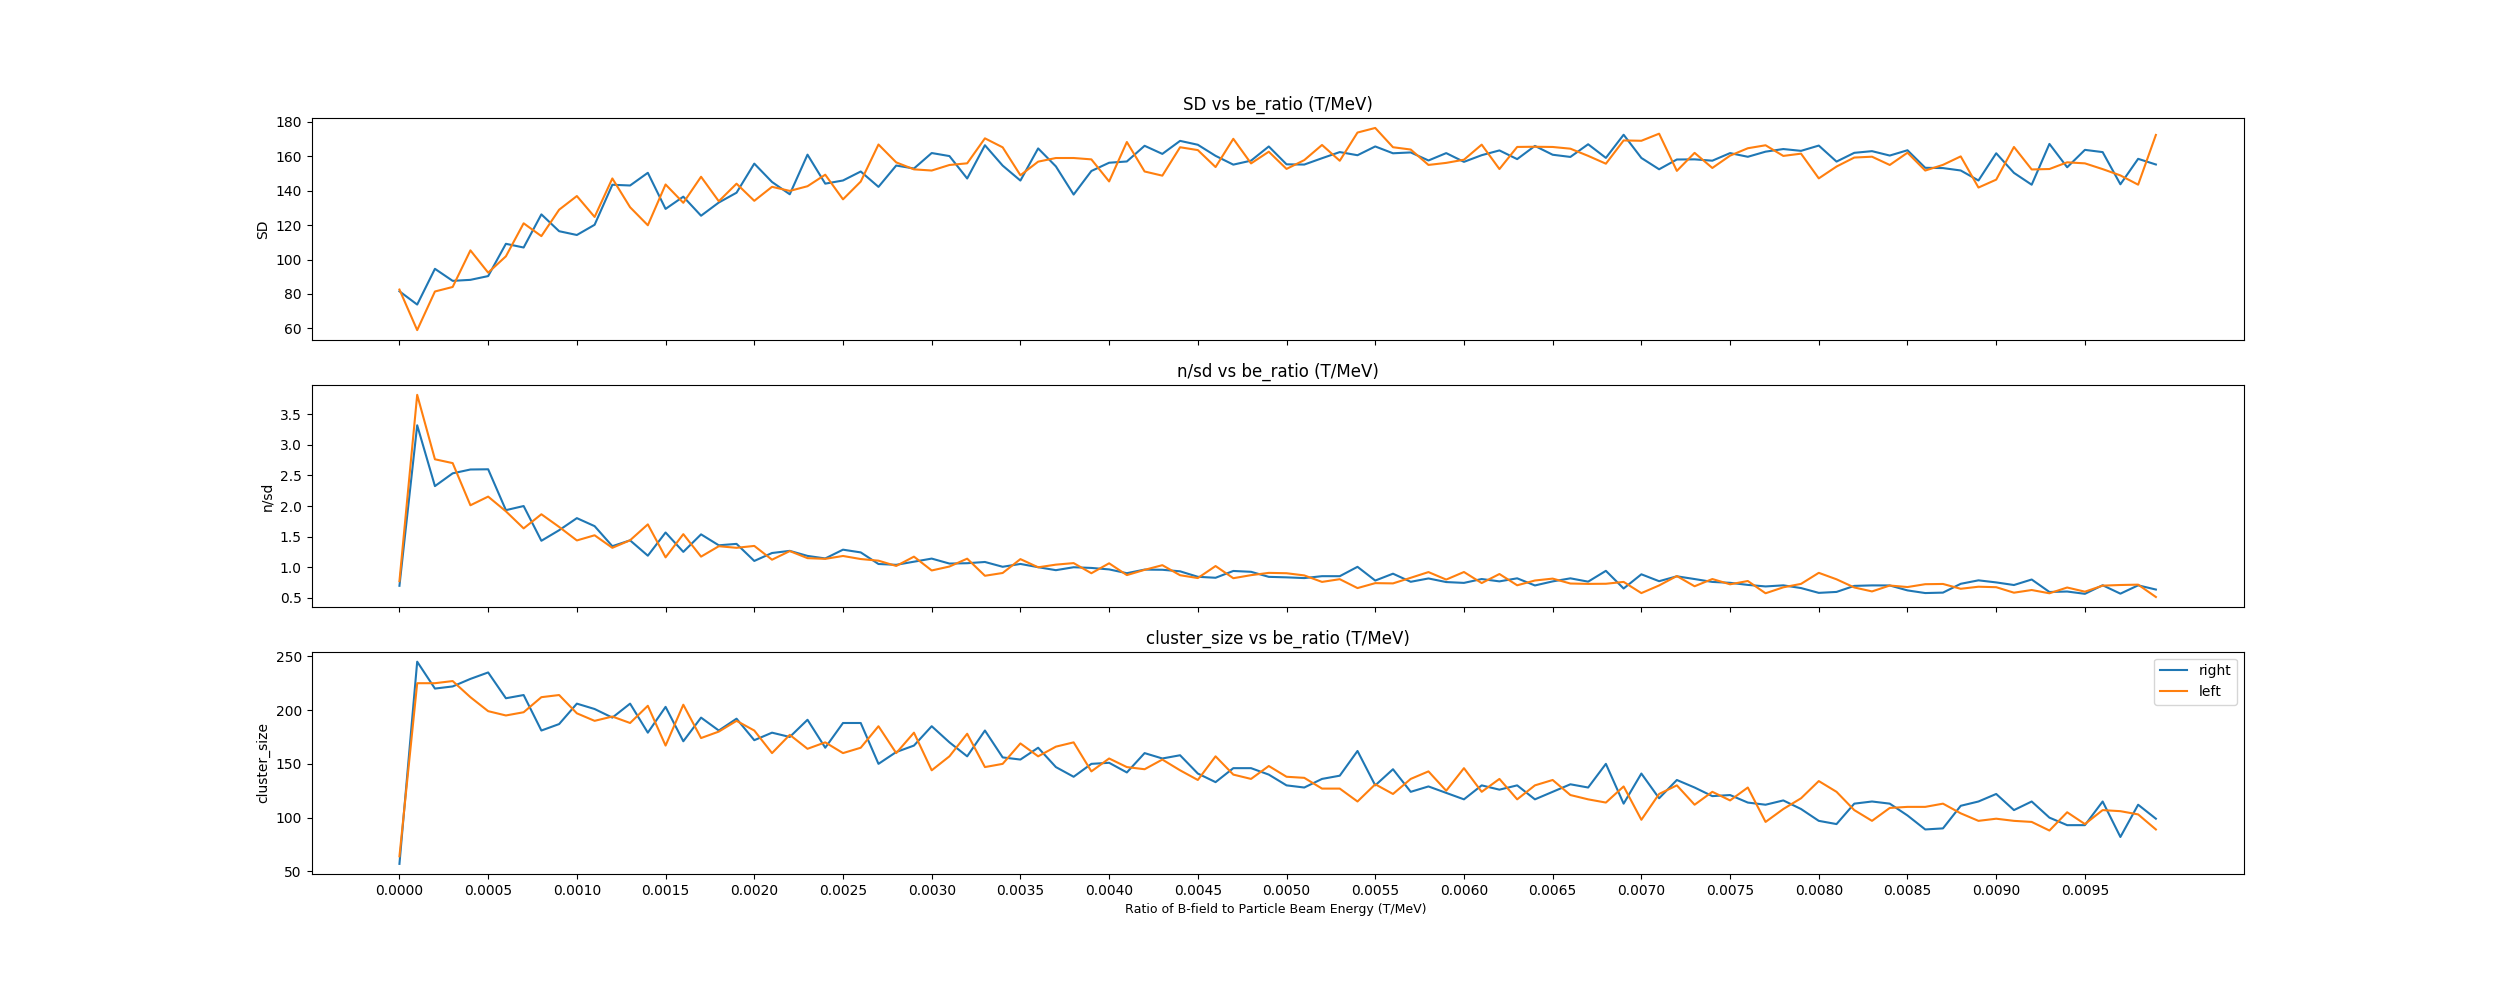 SD vs be_ratio (T/MeV)
180
160
140
120
100
80
60
SD
n/sd vs be_ratio (T/MeV)
3.5
3.0
2.5
2.0
1.5
1.0
0.5
n/sd
cluster_size vs be_ratio (T/MeV)
250
200
150
100
50
cluster_size
right
left
0.0000 0.0005 0.0010 0.0015 0.0020 0.0025 0.0030 0.0035 0.0040 0.0045 0.0050 0.0055 0.0060 0.0065 0.0070 0.0075 0.0080 0.0085 0.0090 0.0095
Ratio of B-field to Particle Beam Energy (T/MeV)